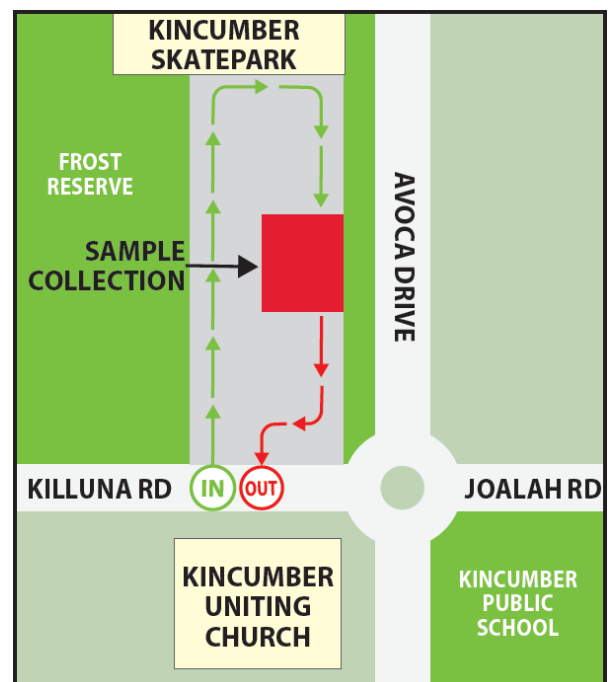 KINCUMBER
SKATEPARK
FROST
RESERVE
AVOCA DRIVE
SAMPLE
COLLECTION
KILLUNA RD
IN
OUT
JOALAH RD
KINCUMBER
UNITING
CHURCH
KINCUMBER
PUBLIC
SCHOOL